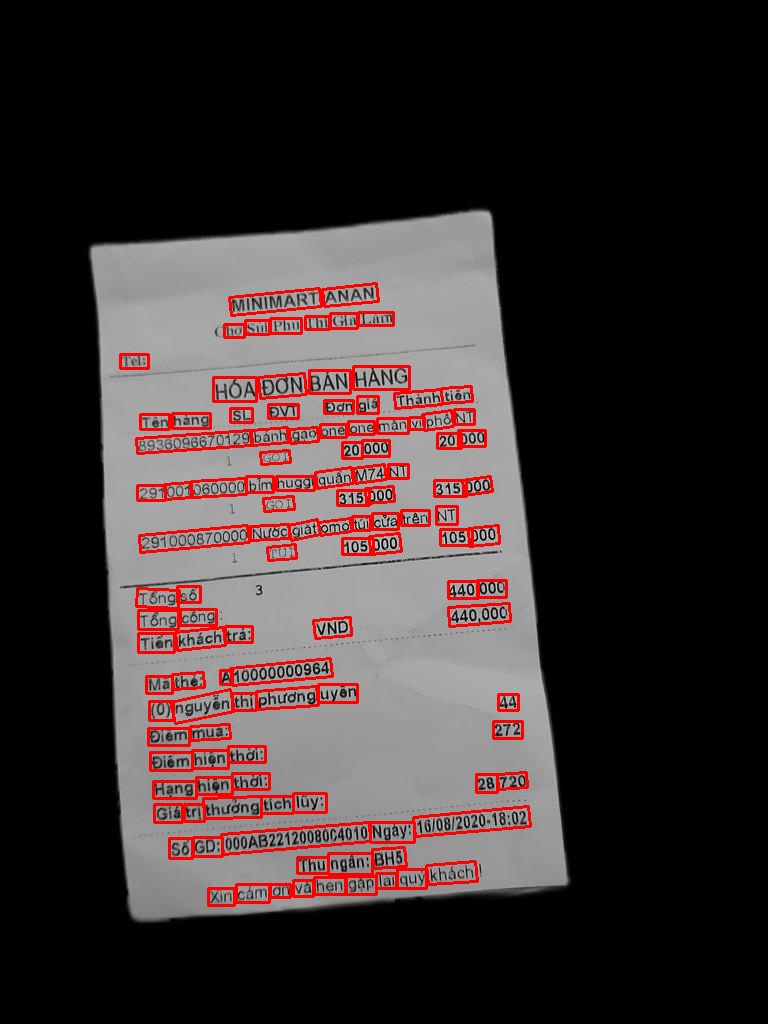 MINIMART ANAN
Chợ Sủi Phú Thị Gia Lâm
Tel:
HÓA ĐƠN BÁN HÀNG
Tên hàng SL ĐVT Đơn giá Thành tiền
8936096670129 bánh gạo one one mặn vị phở NT
1 GÓI 20 000 20 000
291001060000 bỉm huggi quần M74 NT
1 GÓI 315 000 315 000
291000870000 Nước giặt omo túi cửa trên NT
1 TÚI 105 000 105 000
Tổng số 3 440 000
Tổng cộng : 440,000
Tiền khách trả: VND
Mã thẻ: A10000000964
(0) nguyễn thị phương uyên
Điểm mua: 44
Điểm hiện thời: 272
Hạng hiện thời:
Giá trị thưởng tích lũy: 28 720
Số GD: 000AB2212008004010 Ngày: 16/08/2020-18:02
Thu ngân: BH5
Xin cảm ơn và hẹn gặp lại quý khách !